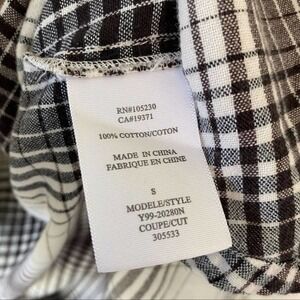 RN#105230
CA#19371
100% COTTON/COTON
MADE IN CHINA
FABRIQUE EN CHINE
S
MODELE/STYLE
Y99-20280N
COUPE/CUT
305533